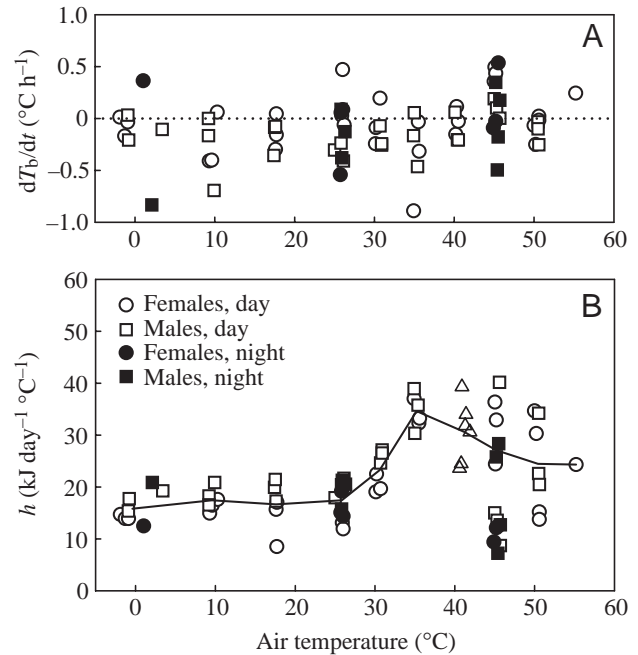 1.0
A
0.5
0
−0.5
−1.0
dTb/dt (°C h−1)
0 10 20 30 40 50 60
60
B
50
40
30
20
10
0
h (kJ day−1 °C−1)
Females, day
Males, day
Females, night
Males, night
0 10 20 30 40 50 60
Air temperature (°C)